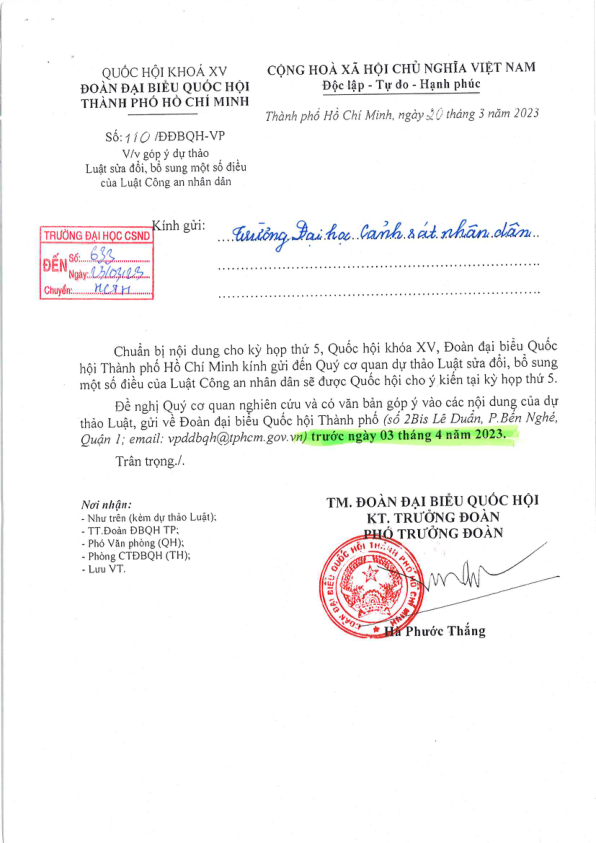 QUỐC HỘI KHOÁ XV
ĐOÀN ĐẠI BIỂU QUỐC HỘI
THÀNH PHỐ HỒ CHÍ MINH
Số: 110 /ĐĐBQH-VP
V/v góp ý dự thảo
Luật sửa đổi, bổ sung một số điều
của Luật Công an nhân dân
CỘNG HOÀ XÃ HỘI CHỦ NGHĨA VIỆT NAM
Độc lập - Tự do - Hạnh phúc
Thành phố Hồ Chí Minh, ngày 20 tháng 3 năm 2023
Kính gửi: Trường Đại học Cảnh sát nhân dân
TRƯỜNG ĐẠI HỌC CSND
ĐẾN
Số: 633
Ngày: 23/03/23
Chuyển:
Chuẩn bị nội dung cho kỳ họp thứ 5, Quốc hội khóa XV, Đoàn đại biểu Quốc
hội Thành phố Hồ Chí Minh kính gửi đến Quý cơ quan dự thảo Luật sửa đổi, bổ sung
một số điều của Luật Công an nhân dân sẽ được Quốc hội cho ý kiến tại kỳ họp thứ 5.
Đề nghị Quý cơ quan nghiên cứu và có văn bản góp ý vào các nội dung của dự
thảo Luật, gửi về Đoàn đại biểu Quốc hội Thành phố (số 2Bis Lê Duẩn, P.Bến Nghé,
Quận 1; email: vpddbqh@tphcm.gov.vn) trước ngày 03 tháng 4 năm 2023.
Trân trọng./.
Nơi nhận:
- Như trên (kèm dự thảo Luật);
- TT.Đoàn ĐBQH TP;
- Phó Văn phòng (QH);
- Phòng CTĐBQH (TH);
- Lưu VT.
TM. ĐOÀN ĐẠI BIỂU QUỐC HỘI
KT. TRƯỞNG ĐOÀN
PHÓ TRƯỞNG ĐOÀN
ĐOÀN ĐẠI BIỂU QUỐC HỘI THÀNH PHỐ HỒ CHÍ MINH
Hà Phước Thắng